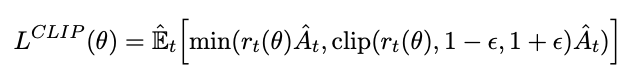 L^{CLIP}(θ) = Ê_t[min(r_t(θ)Â_t, clip(r_t(θ), 1 − ϵ, 1 + ϵ)Â_t)]